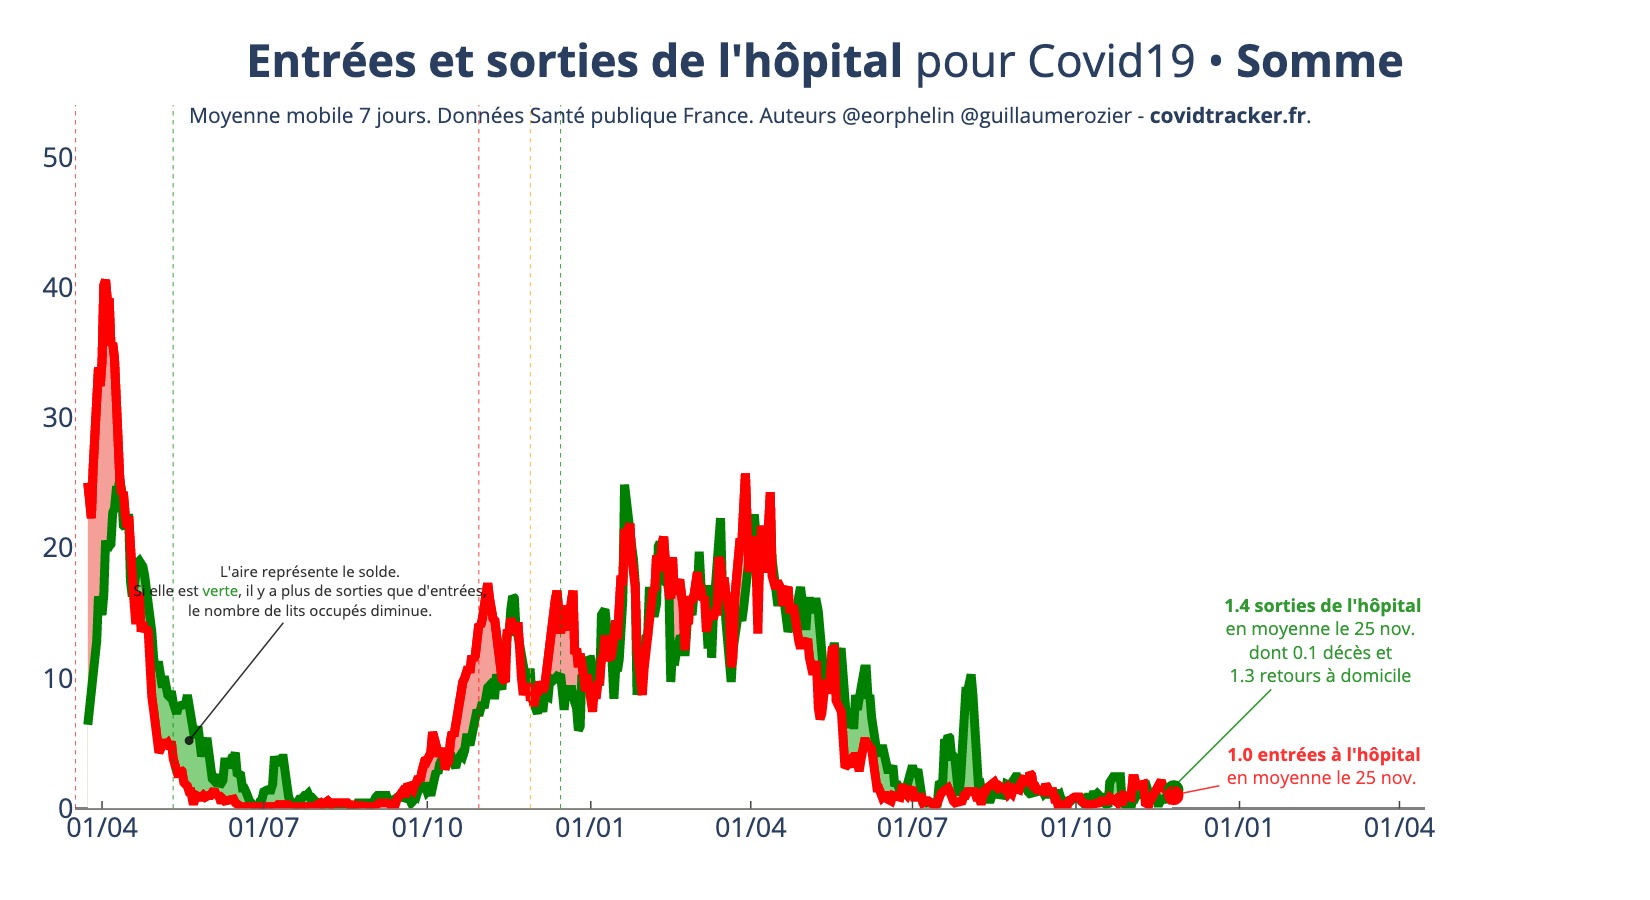 Entrées et sorties de l'hôpital pour Covid19 • Somme
Moyenne mobile 7 jours. Données Santé publique France. Auteurs @eorphelin @guillaumerozier - covidtracker.fr.
50
40
30
20
10
0
L'aire représente le solde.
Si elle est verte, il y a plus de sorties que d'entrées,
le nombre de lits occupés diminue.
1.4 sorties de l'hôpital
en moyenne le 25 nov.
dont 0.1 décès et
1.3 retours à domicile
1.0 entrées à l'hôpital
en moyenne le 25 nov.
01/04 01/07 01/10 01/01 01/04 01/07 01/10 01/01 01/04